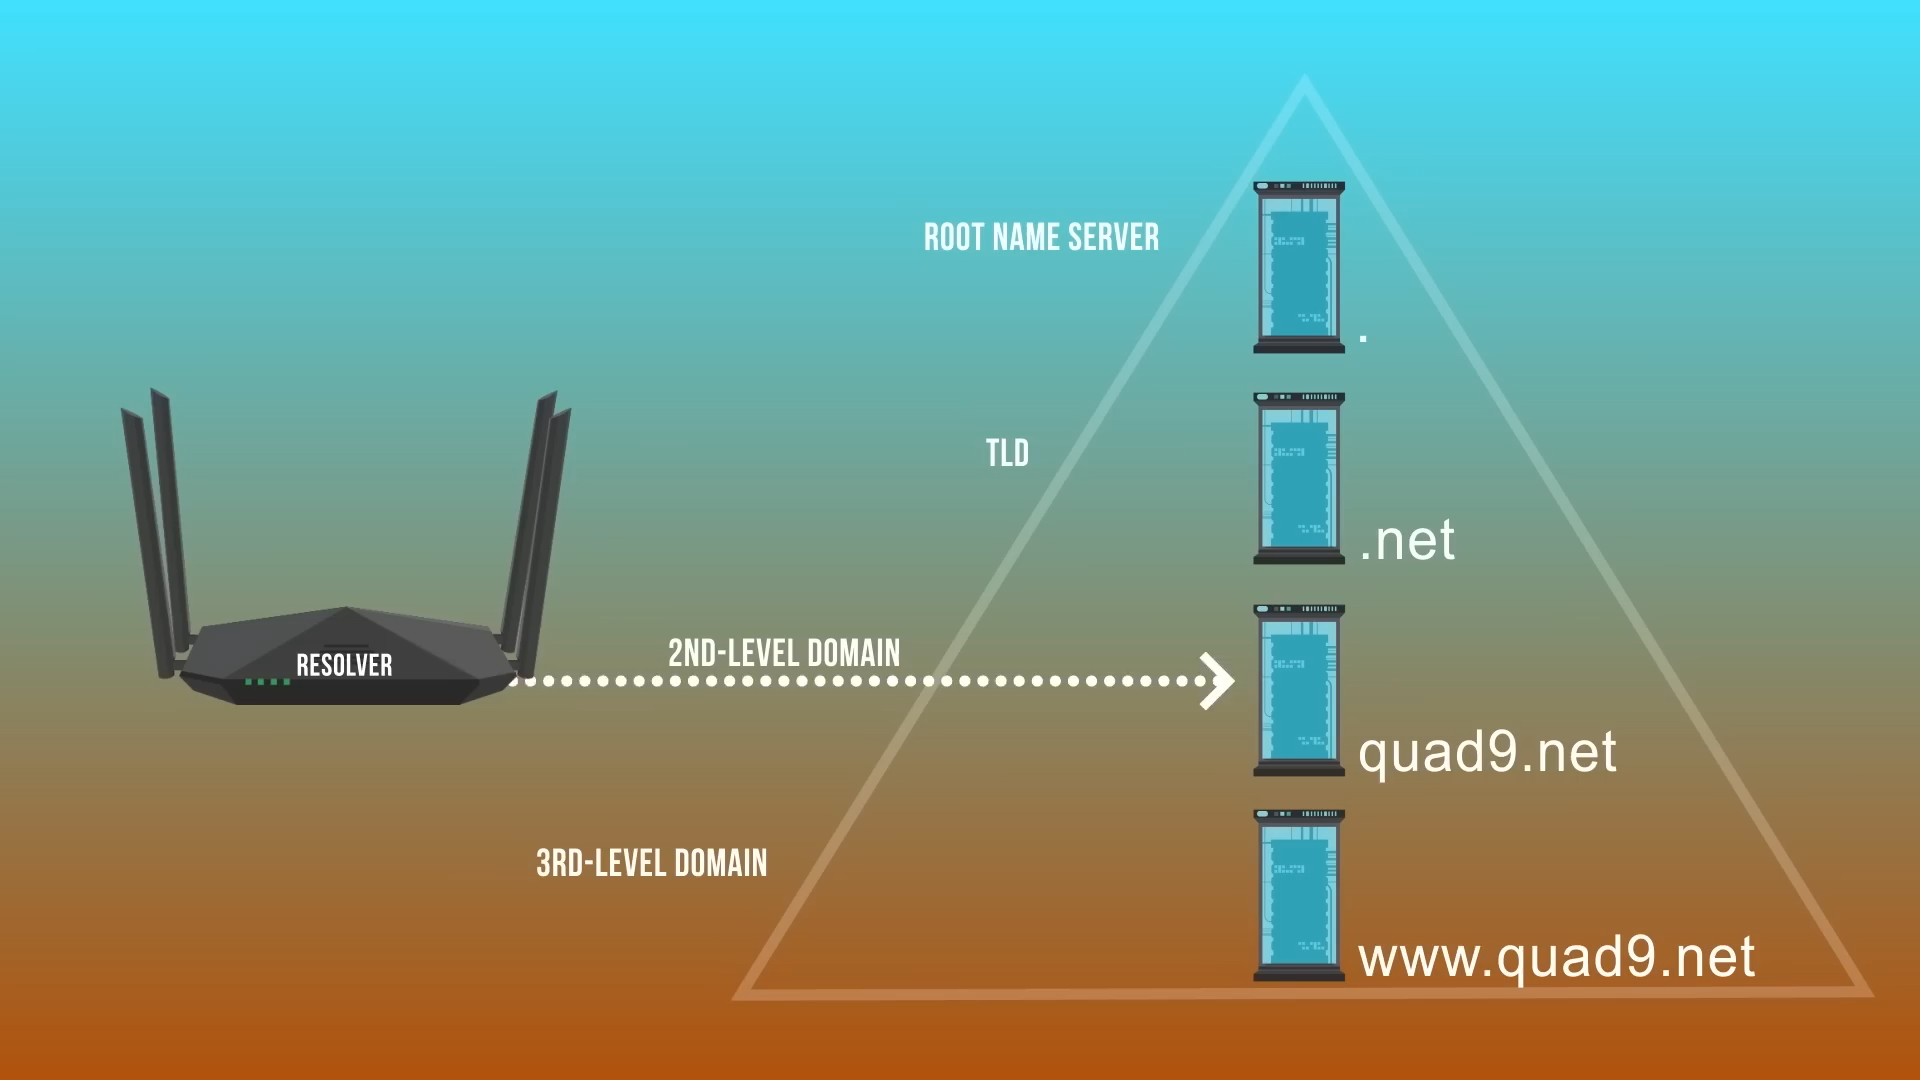 ROOT NAME SERVER
.
TLD
.net
RESOLVER
2ND-LEVEL DOMAIN
quad9.net
3RD-LEVEL DOMAIN
www.quad9.net